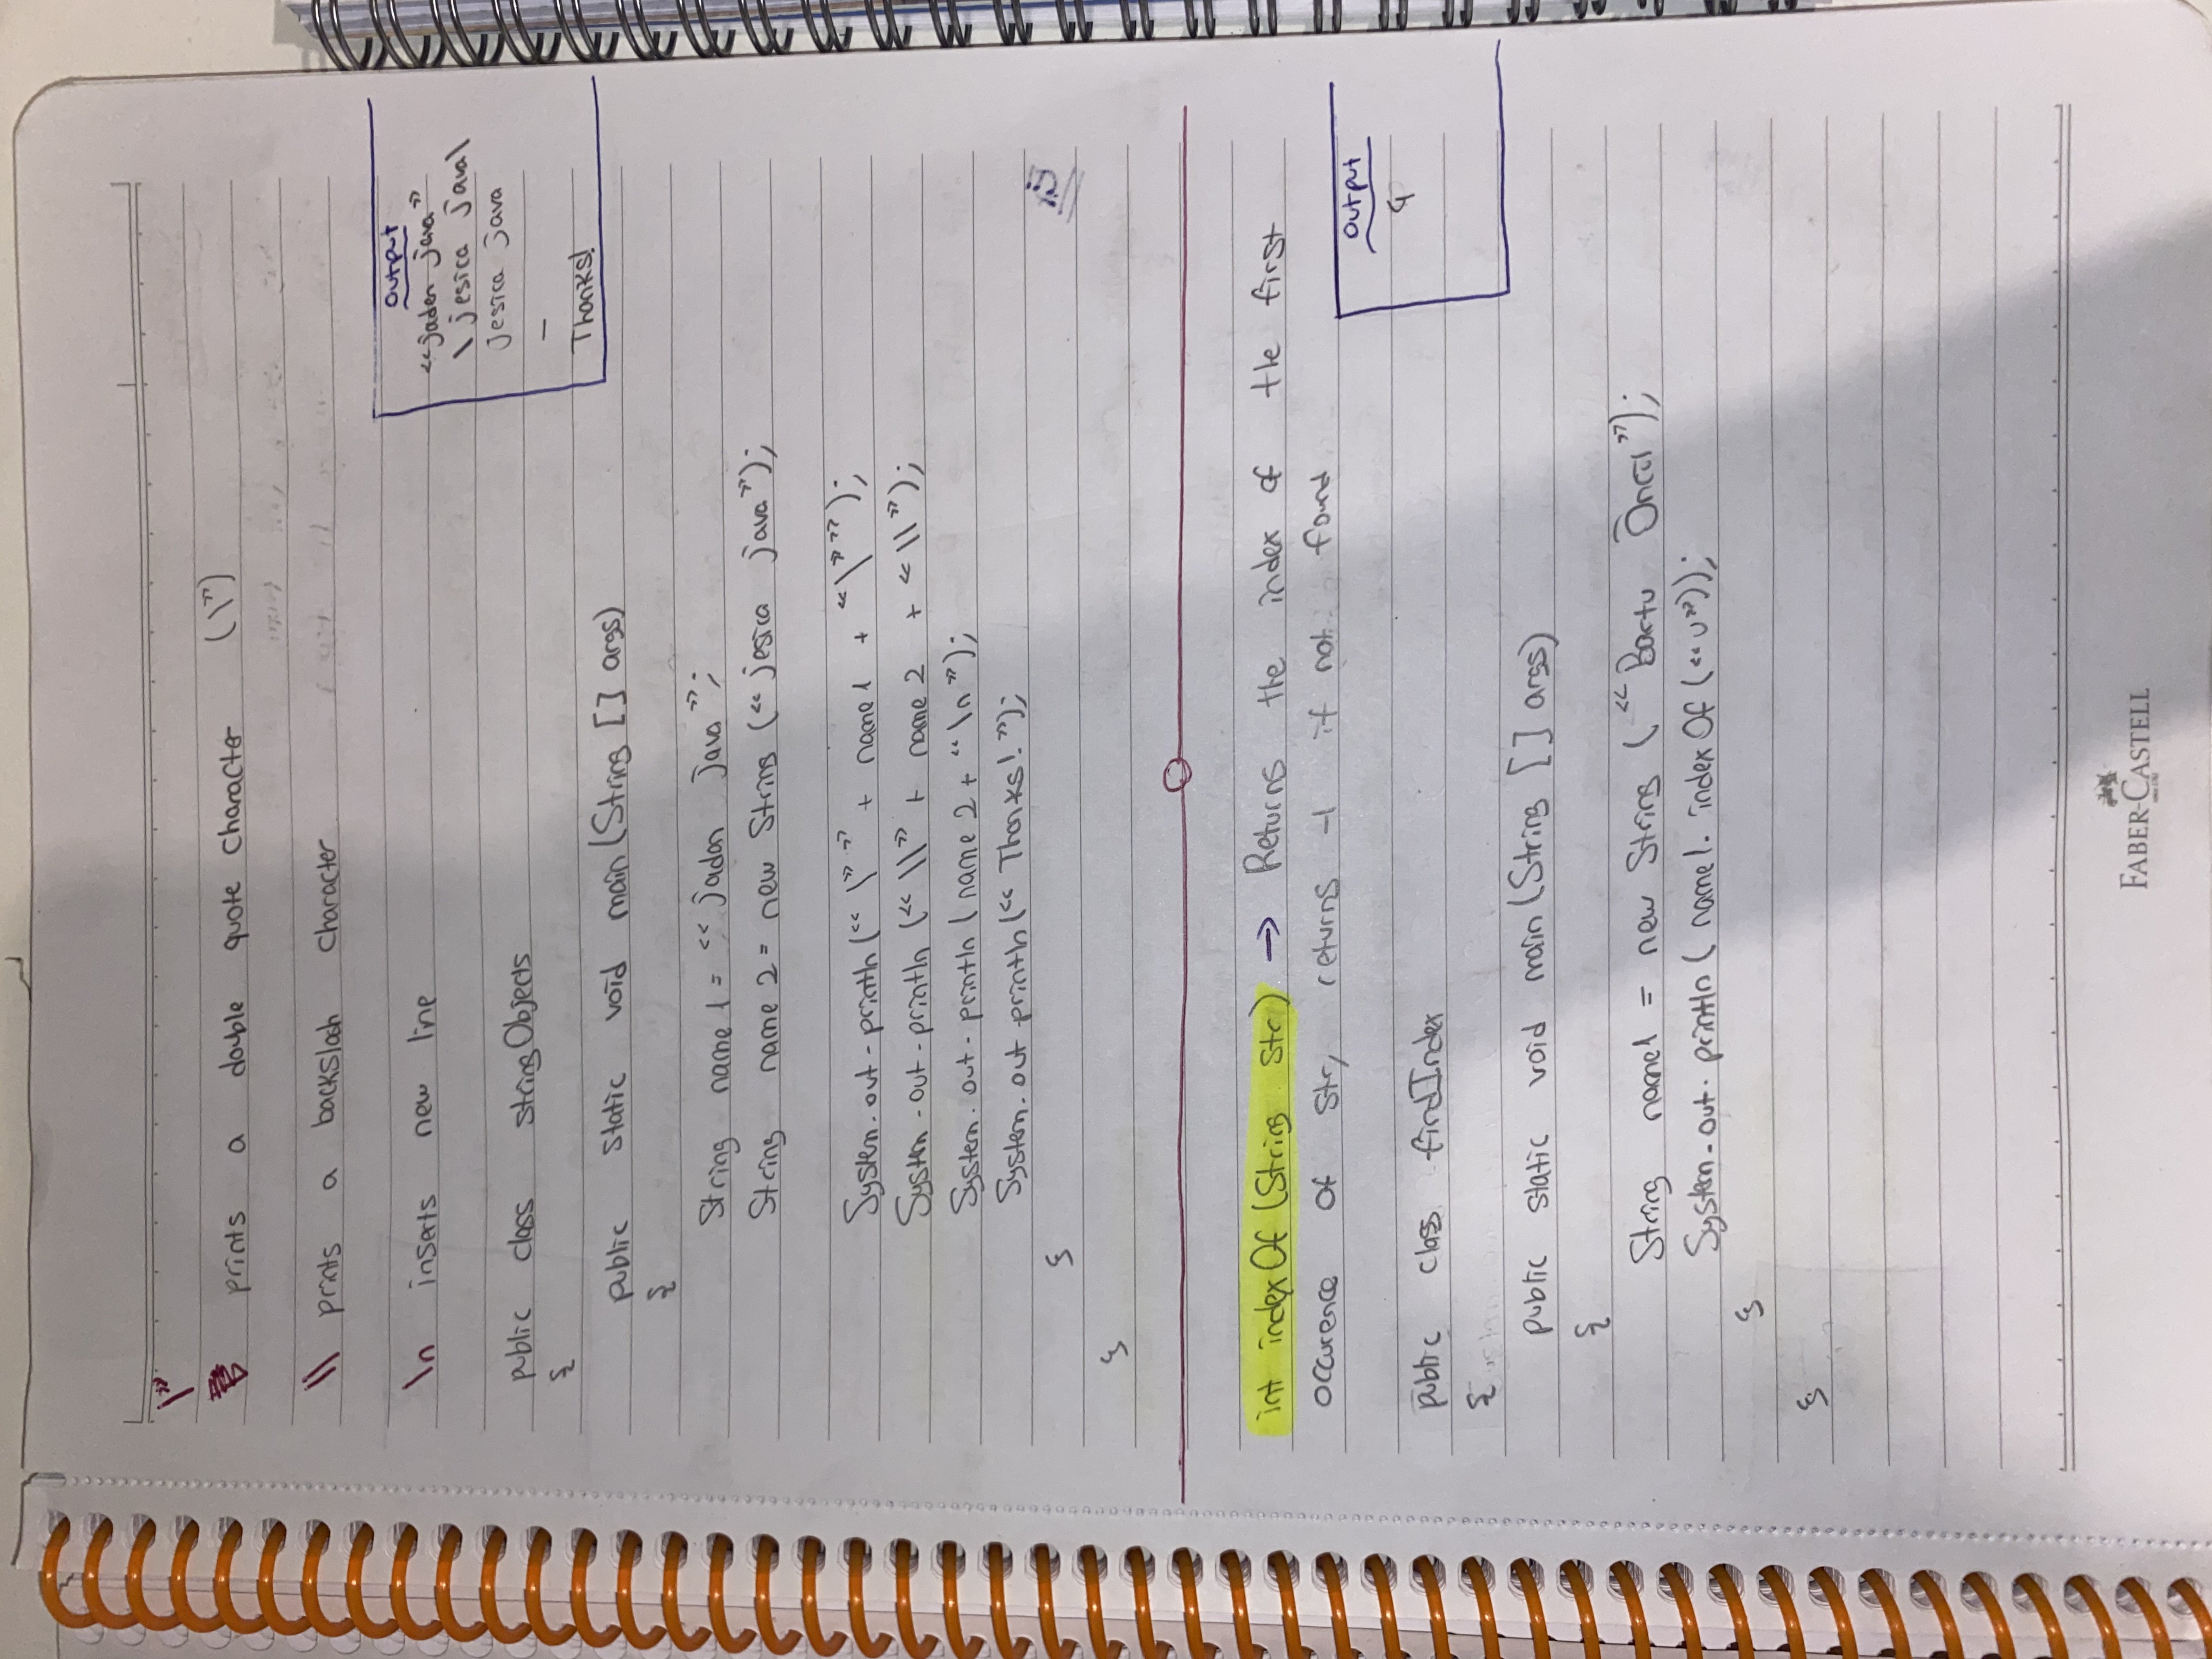 \”
prints a double quote character (\”)
\\ prints a backslash character
\n inserts new line
output
“jaden java”
\jesica java\
jesica java
—
Thanks!
public class stringObjects
{
public static void main(String [] args)
{
String name1 = “jaden java”;
String name2 = new String (“jesica java”);
System.out.println(“\”” + name1 + “\””);
System.out.println(“\\” + name2 + “\\”);
System.out.println(name2 + “\n”);
System.out.println(“Thanks!”);
}
}
int indexOf(String str) → Returns the index of the first
occurence of str, returns -1 if not found
output
4
public class findIndex
{
public static void main(String [] args)
{
String name1 = new String (“Bartu Öncel”);
System.out.println(name1.indexOf(“u”));
}
}
FABER-CASTELL
since 1761